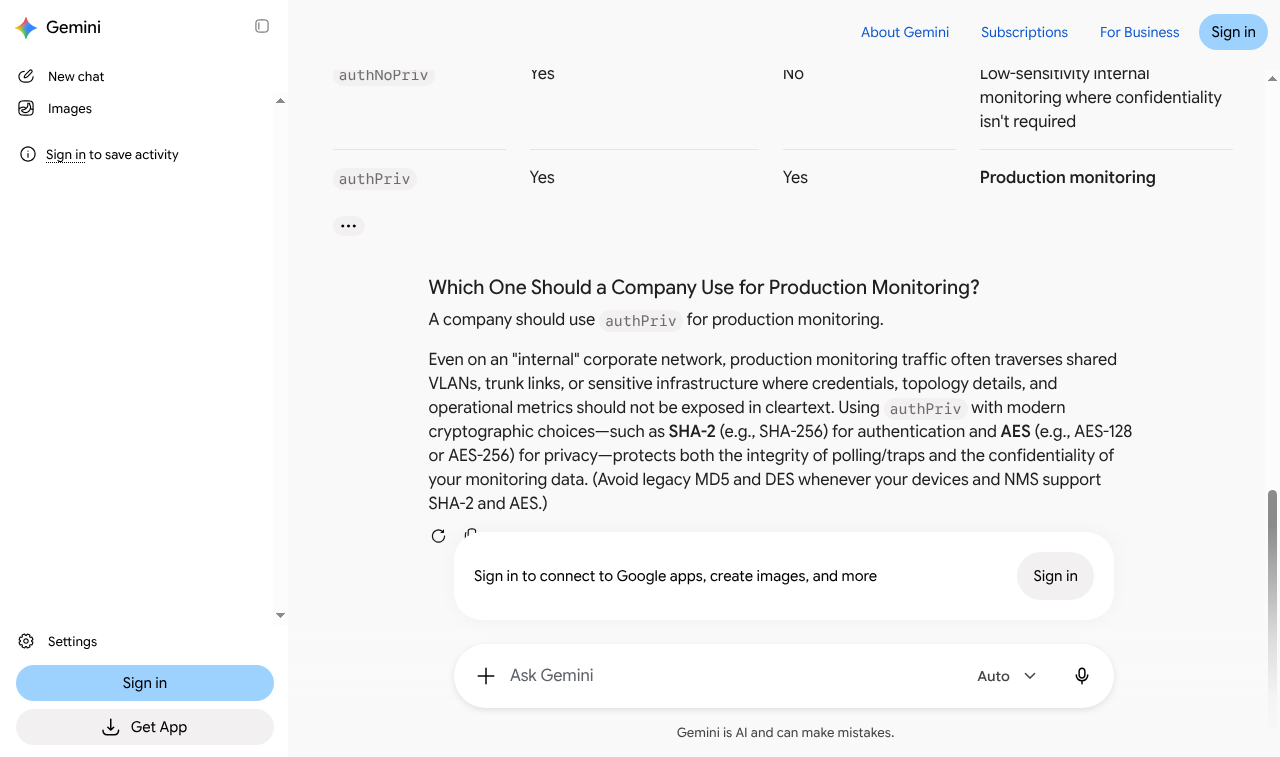 Gemini
About Gemini
Subscriptions
For Business
Sign in
New chat
Images
Sign in to save activity
authNoPriv
Yes
No
Low-sensitivity internal
monitoring where confidentiality
isn't required
authPriv
Yes
Yes
Production monitoring
Which One Should a Company Use for Production Monitoring?
A company should use authPriv for production monitoring.
Even on an "internal" corporate network, production monitoring traffic often traverses shared
VLANs, trunk links, or sensitive infrastructure where credentials, topology details, and
operational metrics should not be exposed in cleartext. Using authPriv with modern
cryptographic choices—such as SHA-2 (e.g., SHA-256) for authentication and AES (e.g., AES-128
or AES-256) for privacy—protects both the integrity of polling/traps and the confidentiality of
your monitoring data. (Avoid legacy MD5 and DES whenever your devices and NMS support
SHA-2 and AES.)
Sign in to connect to Google apps, create images, and more
Sign in
Ask Gemini
Auto
Gemini is AI and can make mistakes.
Settings
Sign in
Get App